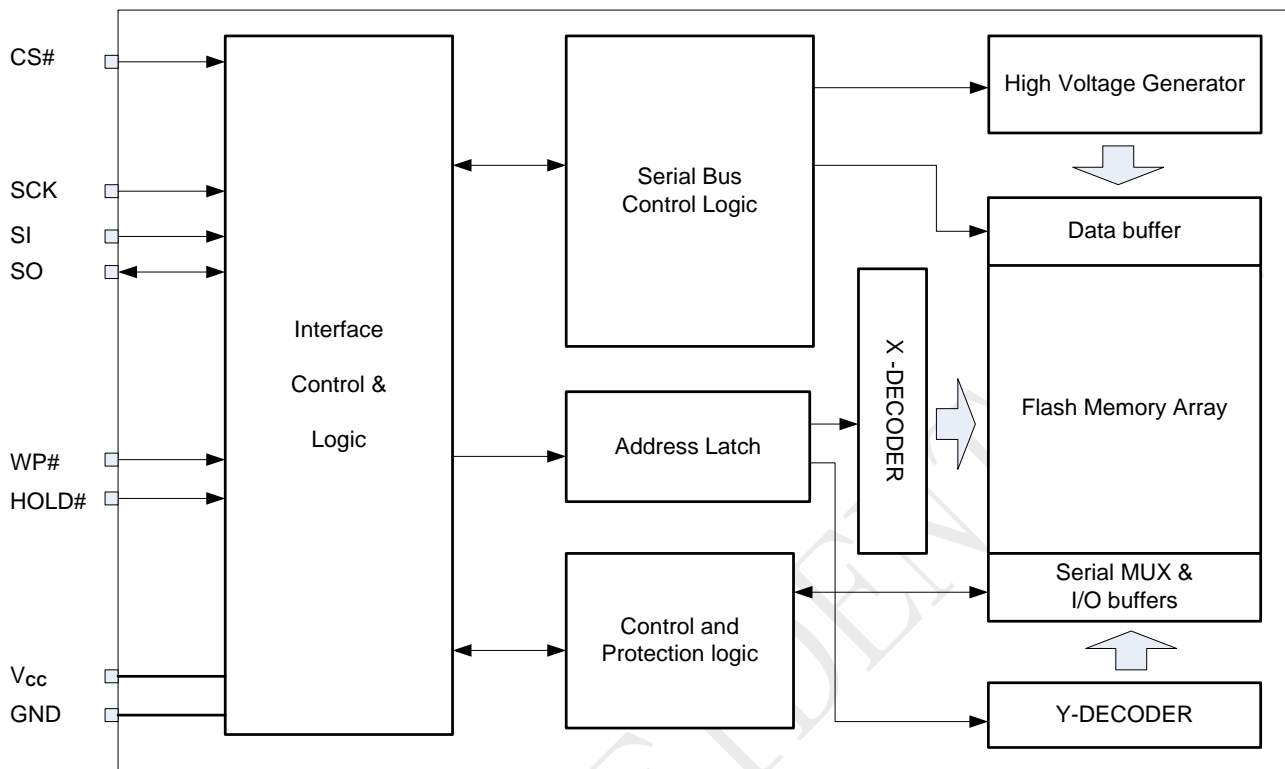 CS#
SCK
SI
SO
WP#
HOLD#
Vcc
GND
Interface
Control &
Logic
Serial Bus
Control Logic
Address Latch
Control and
Protection logic
X -DECODER
High Voltage Generator
Data buffer
Flash Memory Array
Serial MUX &
I/O buffers
Y-DECODER